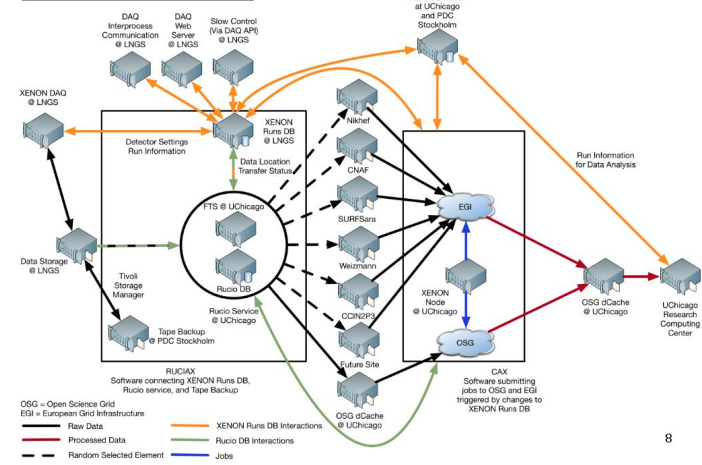 DAQ
Interprocess
Communication
@ LNGS
DAQ
Web
Server
@ LNGS
Slow Control
(Via DAQ API)
@ LNGS
at UChicago
and PDC
Stockholm
XENON DAQ
@ LNGS
XENON
Runs DB
@ LNGS
Detector Settings
Run Information
Data Location
Transfer Status
Nikhef
CNAF
SURFSara
Weizmann
CCIN2P3
Future Site
OSG dCache
@ UChicago
FTS @ UChicago
Rucio DB
Rucio Service
@ UChicago
Data Storage
@ LNGS
Tivoli
Storage
Manager
Tape Backup
@ PDC Stockholm
EGI
XENON
Node
@ UChicago
OSG
Run Information
for Data Analysis
OSG dCache
@ UChicago
UChicago
Research
Computing
Center
RUCIAX
Software connecting XENON Runs DB,
Rucio service, and Tape Backup
CAX
Software submitting
jobs to OSG and EGI
triggered by changes to
XENON Runs DB
OSG = Open Science Grid
EGI = European Grid Infrastructure
Raw Data
Processed Data
Random Selected Element
XENON Runs DB Interactions
Rucio DB Interactions
Jobs
8